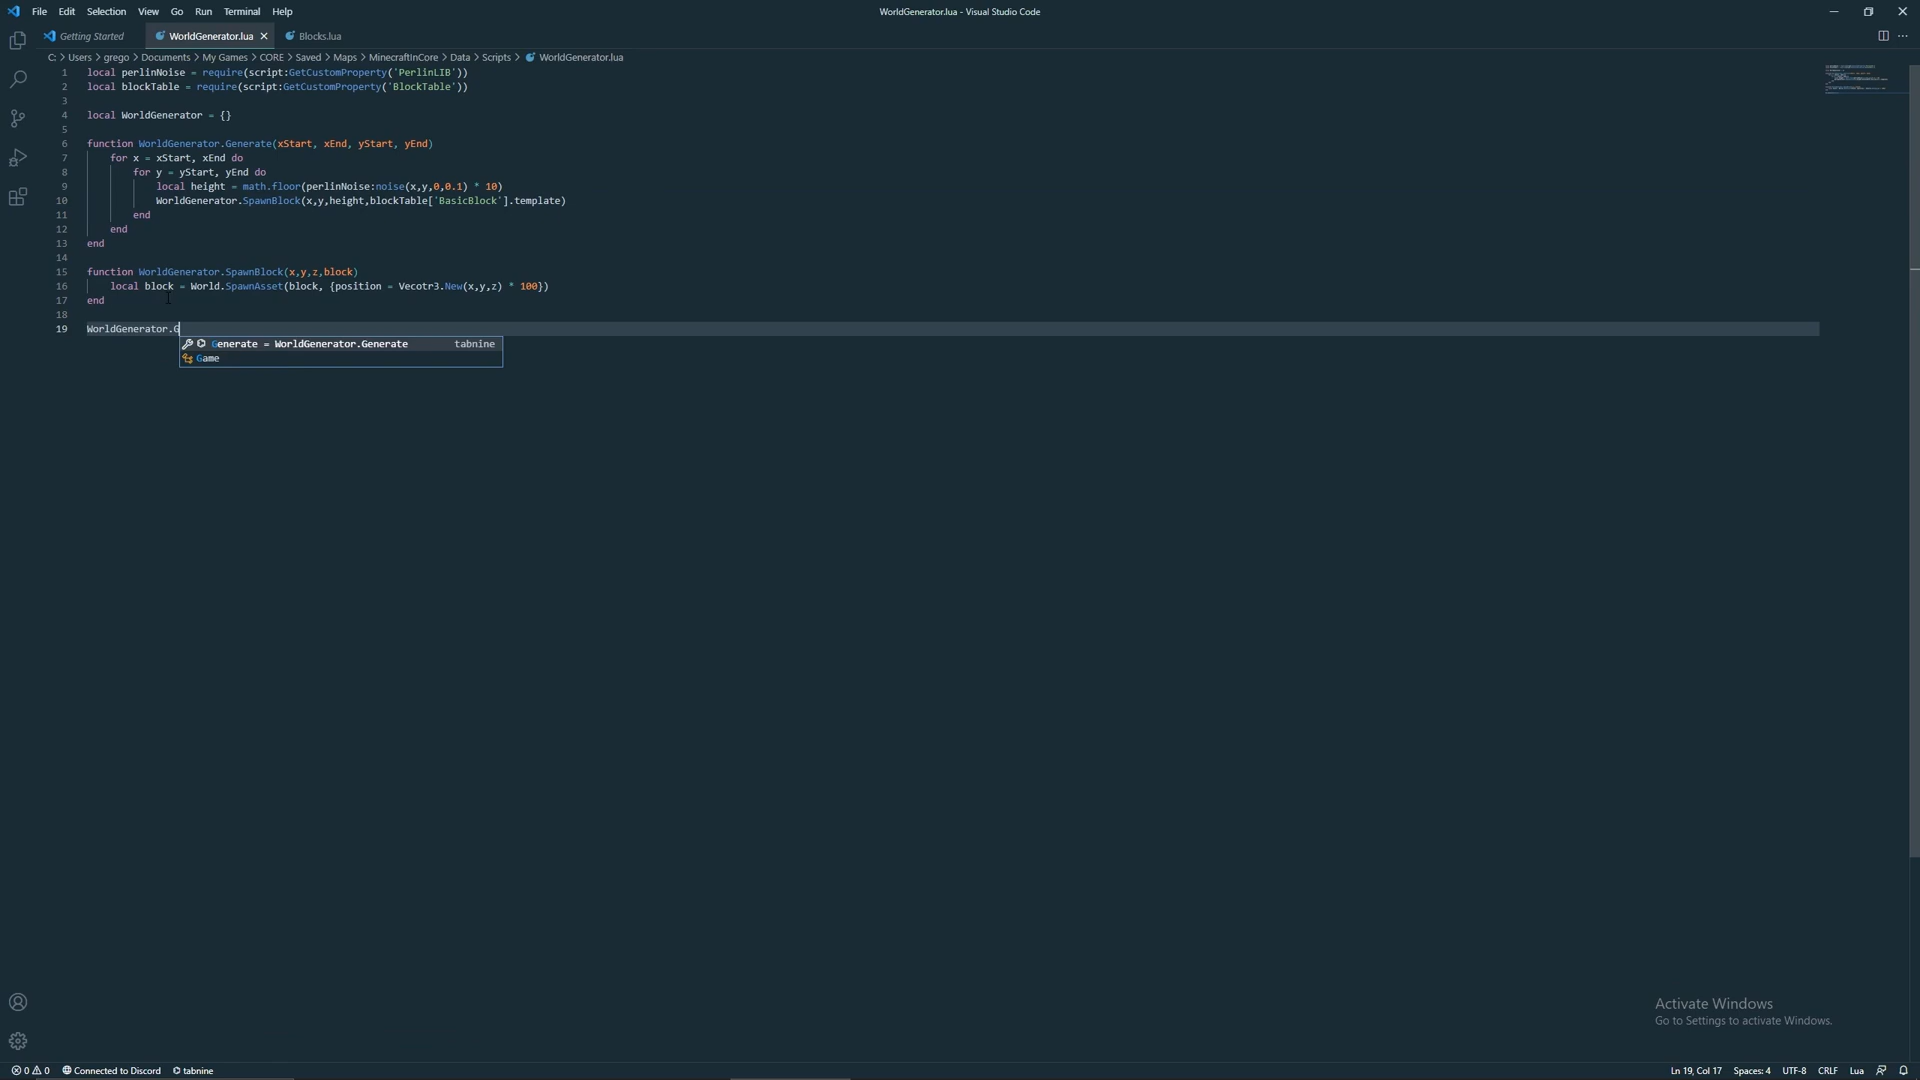 File Edit Selection View Go Run Terminal Help
WorldGenerator.lua - Visual Studio Code
Getting Started WorldGenerator.lua Blocks.lua
C: > Users > grego > Documents > My Games > CORE > Saved > Maps > MinecraftInCore > Data > Scripts > WorldGenerator.lua
1 local perlinNoise = require(script:GetCustomProperty('PerlinLIB'))
2 local blockTable = require(script:GetCustomProperty('BlockTable'))
3
4 local WorldGenerator = {}
5
6 function WorldGenerator.Generate(xStart, xEnd, yStart, yEnd)
7 for x = xStart, xEnd do
8 for y = yStart, yEnd do
9 local height = math.floor(perlinNoise:noise(x,y,0,0.1) * 10)
10 WorldGenerator.SpawnBlock(x,y,height,blockTable['BasicBlock'].template)
11 end
12 end
13 end
14
15 function WorldGenerator.SpawnBlock(x,y,z,block)
16 local block = World.SpawnAsset(block, {position = Vecotr3.New(x,y,z) * 100})
17 end
18
19 WorldGenerator.G
Generate = WorldGenerator.Generate tabnine
Game
Activate Windows
Go to Settings to activate Windows.
0 0 Connected to Discord tabnine Ln 19, Col 17 Spaces: 4 UTF-8 CRLF Lua